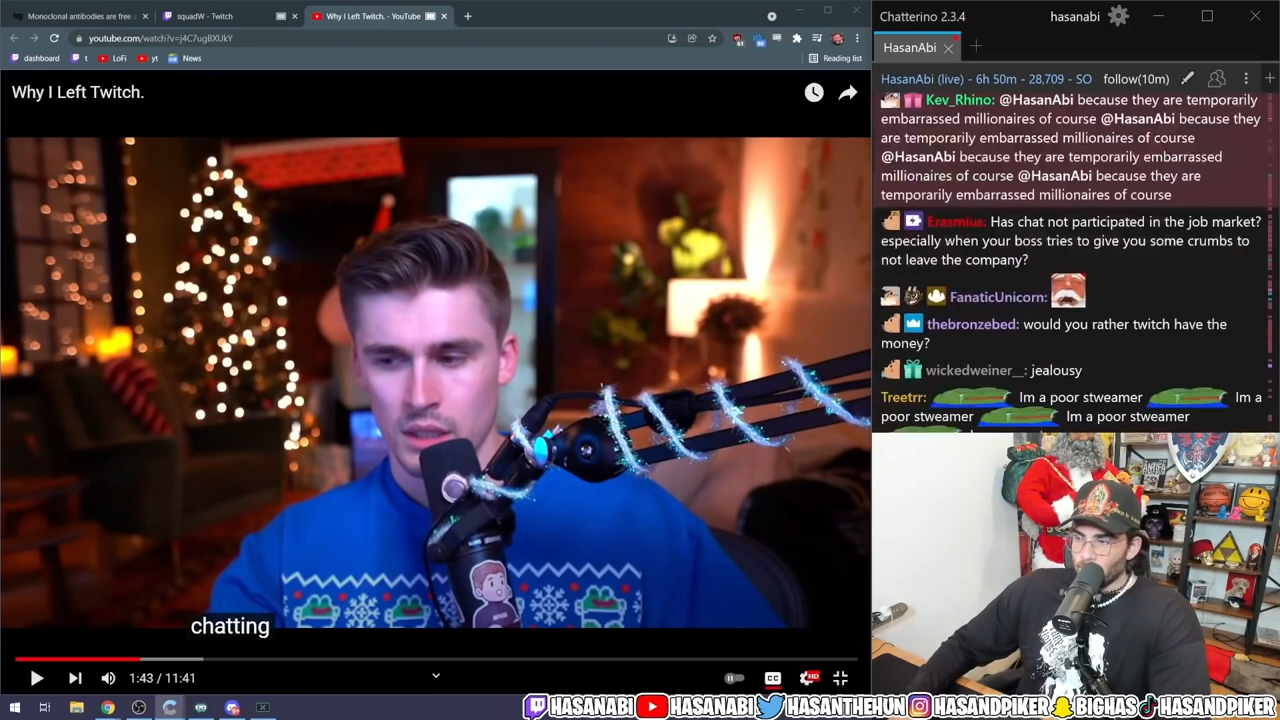 Monoclonal antibodies are free
squadW - Twitch
Why I Left Twitch. - YouTube
youtube.com/watch?v=j4C7ugBXUkY
dashboard
t
LoFi
yt
News
Reading list
Why I Left Twitch.
chatting
1:43 / 11:41
CC
HD
Chatterino 2.3.4
hasanabi
HasanAbi
HasanAbi (live) - 6h 50m - 28,709 - SO
follow(10m)
Kev_Rhino: @HasanAbi because they are temporarily
embarrassed millionaires of course @HasanAbi because they
are temporarily embarrassed millionaires of course
@HasanAbi because they are temporarily embarrassed
millionaires of course @HasanAbi because they are
temporarily embarrassed millionaires of course
Erasmius: Has chat not participated in the job market?
especially when your boss tries to give you some crumbs to
not leave the company?
FanaticUnicorn:
thebronzebed: would you rather twitch have the
money?
wickedweiner__: jealousy
Treetrr: Im a poor stweamer Im a
poor stweamer Im a poor stweamer
HASANABI HASANABI HASANTHEHUN HASANDPIKER BIGHAS HASANDPIKER